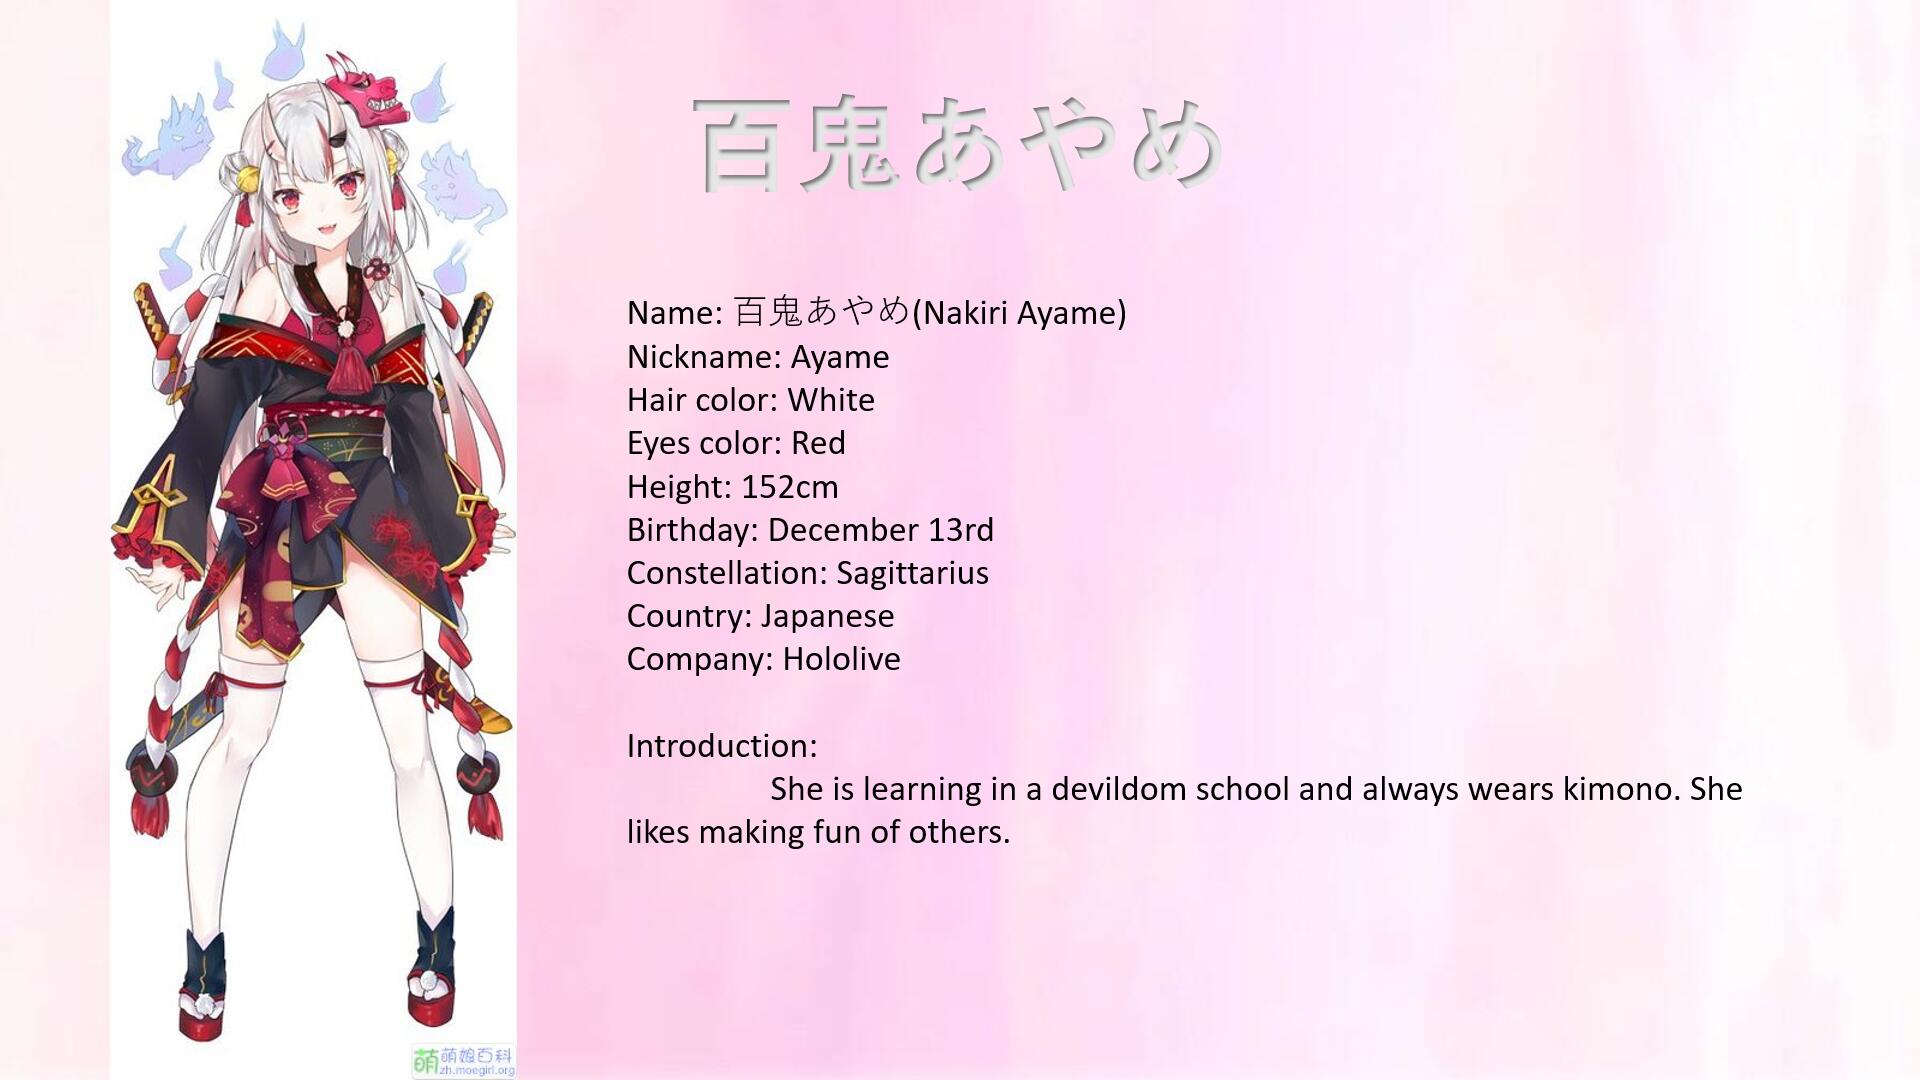 百鬼あやめ
Name: 百鬼あやめ(Nakiri Ayame)
Nickname: Ayame
Hair color: White
Eyes color: Red
Height: 152cm
Birthday: December 13rd
Constellation: Sagittarius
Country: Japanese
Company: Hololive
Introduction:
She is learning in a devildom school and always wears kimono. She
likes making fun of others.
萌 萌娘百科
zh.moegirl.org